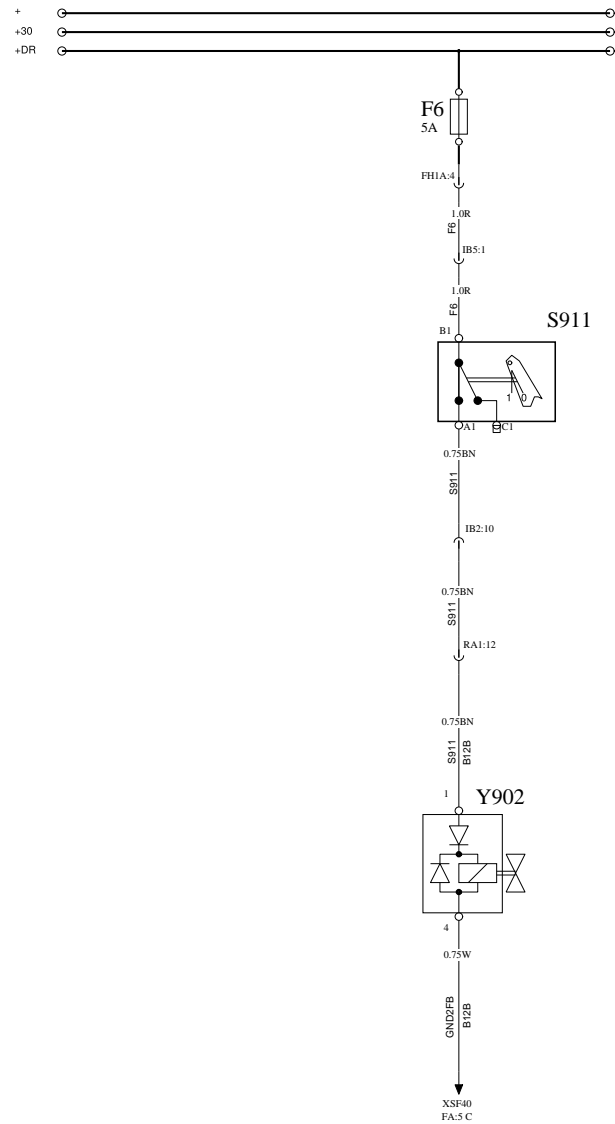 +
+30
+DR
F6
5A
FH1A:4
1.0R
F6
IB5:1
1.0R
F6
S911
B1
1 0
A1
C1
0.75BN
S911
IB2:10
0.75BN
S911
RA1:12
0.75BN
S911
B12B
1
Y902
4
0.75W
GND2FB
B12B
XSF40
FA:5 C